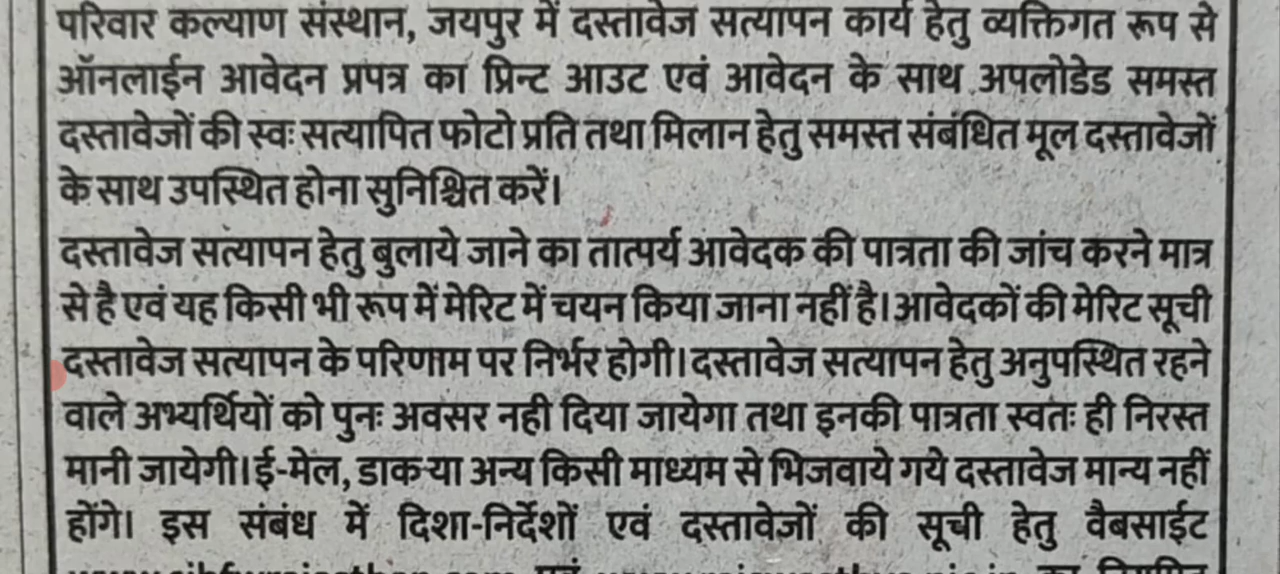 परिवार कल्याण संस्थान, जयपुर में दस्तावेज सत्यापन कार्य हेतु व्यक्तिगत रूप से
ऑनलाईन आवेदन प्रपत्र का प्रिन्ट आउट एवं आवेदन के साथ अपलोडेड समस्त
दस्तावेजों की स्वः सत्यापित फोटो प्रति तथा मिलान हेतु समस्त संबंधित मूल दस्तावेजों
के साथ उपस्थित होना सुनिश्चित करें।
दस्तावेज सत्यापन हेतु बुलाये जाने का तात्पर्य आवेदक की पात्रता की जांच करने मात्र
से है एवं यह किसी भी रूप में मेरिट में चयन किया जाना नहीं है। आवेदकों की मेरिट सूची
दस्तावेज सत्यापन के परिणाम पर निर्भर होगी। दस्तावेज सत्यापन हेतु अनुपस्थित रहने
वाले अभ्यर्थियों को पुनः अवसर नही दिया जायेगा तथा इनकी पात्रता स्वतः ही निरस्त
मानी जायेगी। ई-मेल, डाक या अन्य किसी माध्यम से भिजवाये गये दस्तावेज मान्य नहीं
होंगे। इस संबंध में दिशा-निर्देशों एवं दस्तावेजों की सूची हेतु वैबसाईट